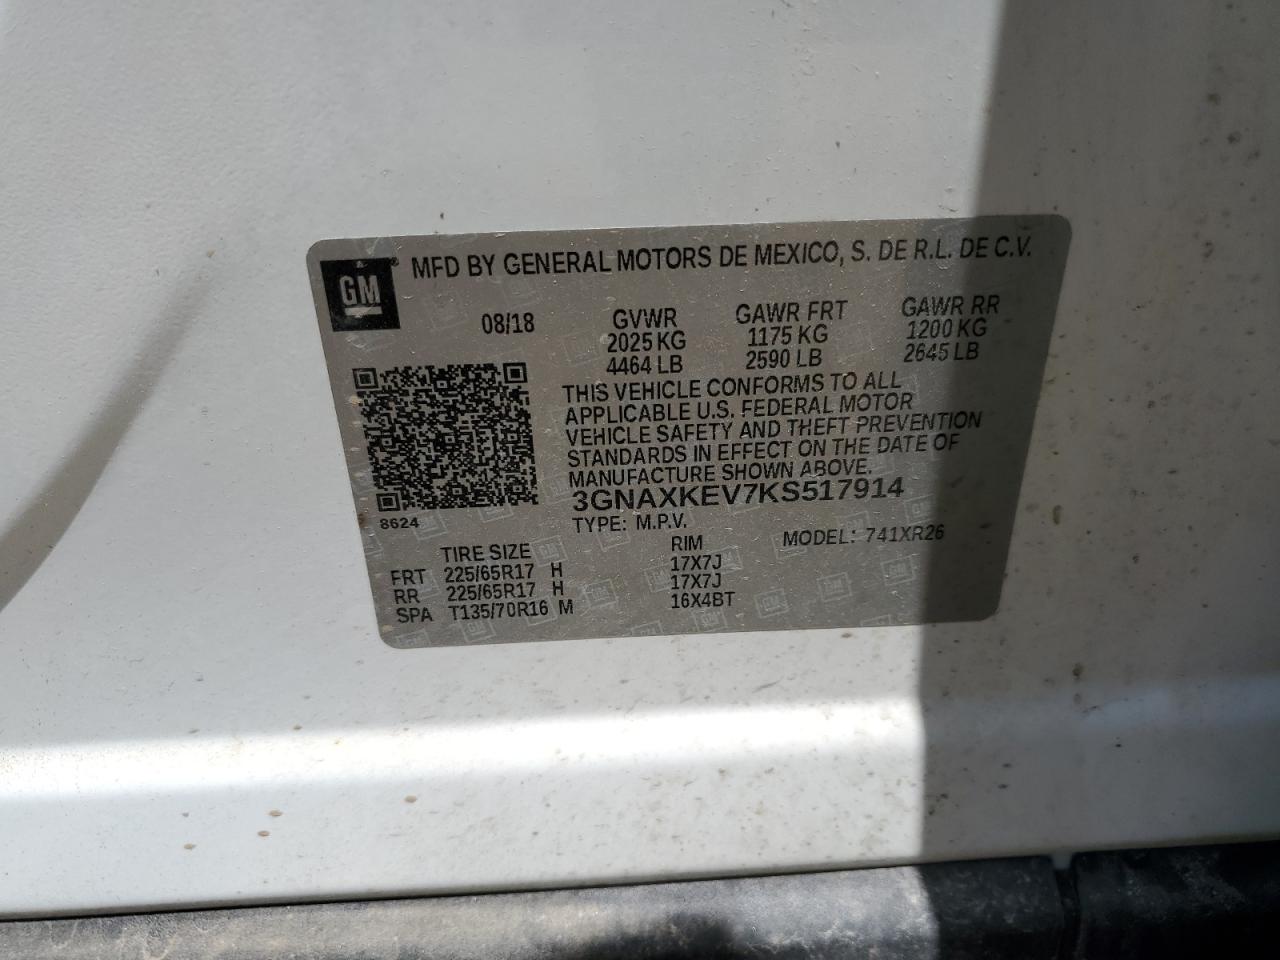 GM ® MFD BY GENERAL MOTORS DE MEXICO, S. DE R.L. DE C.V.
08/18 GVWR GAWR FRT GAWR RR
2025 KG 1175 KG 1200 KG
4464 LB 2590 LB 2645 LB
THIS VEHICLE CONFORMS TO ALL
APPLICABLE U.S. FEDERAL MOTOR
VEHICLE SAFETY AND THEFT PREVENTION
STANDARDS IN EFFECT ON THE DATE OF
MANUFACTURE SHOWN ABOVE.
3GNAXKEV7KS517914
8624 TYPE: M.P.V. MODEL: 741XR26
TIRE SIZE RIM
FRT 225/65R17 H 17X7J
RR 225/65R17 H 17X7J
SPA T135/70R16 M 16X4BT